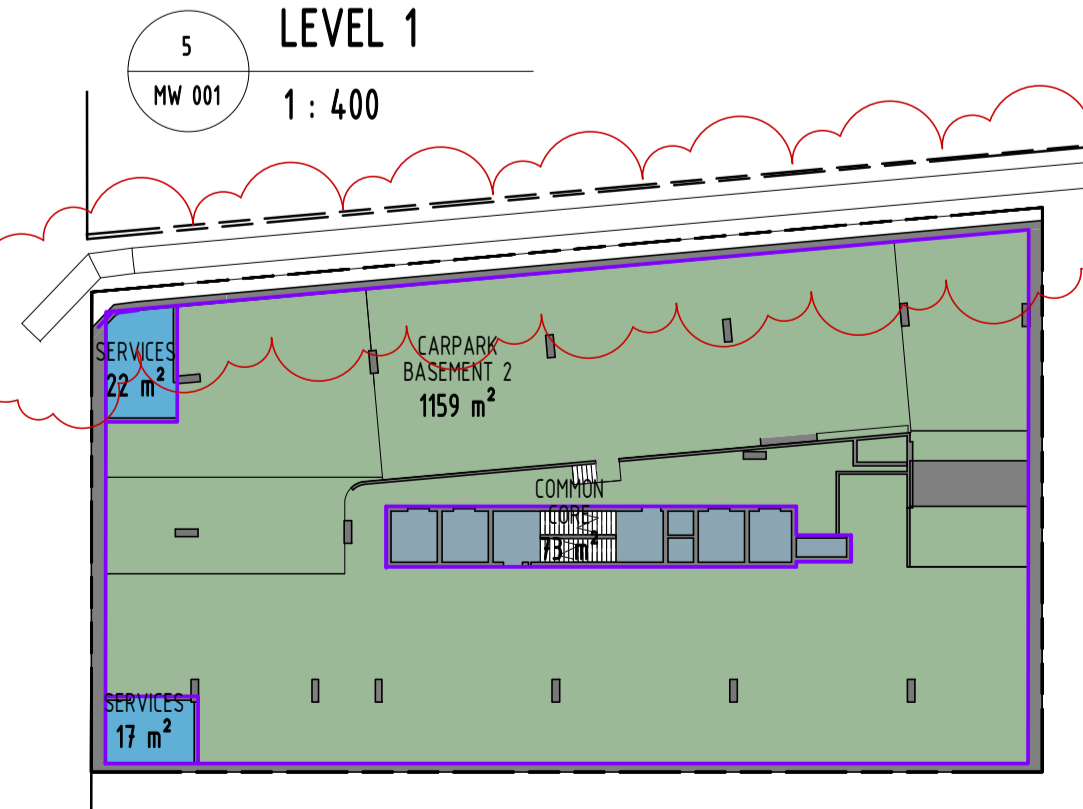 5
MW 001
LEVEL 1
1 : 400
SERVICES
22 m²
CARPARK
BASEMENT 2
1159 m²
COMMON
CORE
73 m²
SERVICES
17 m²